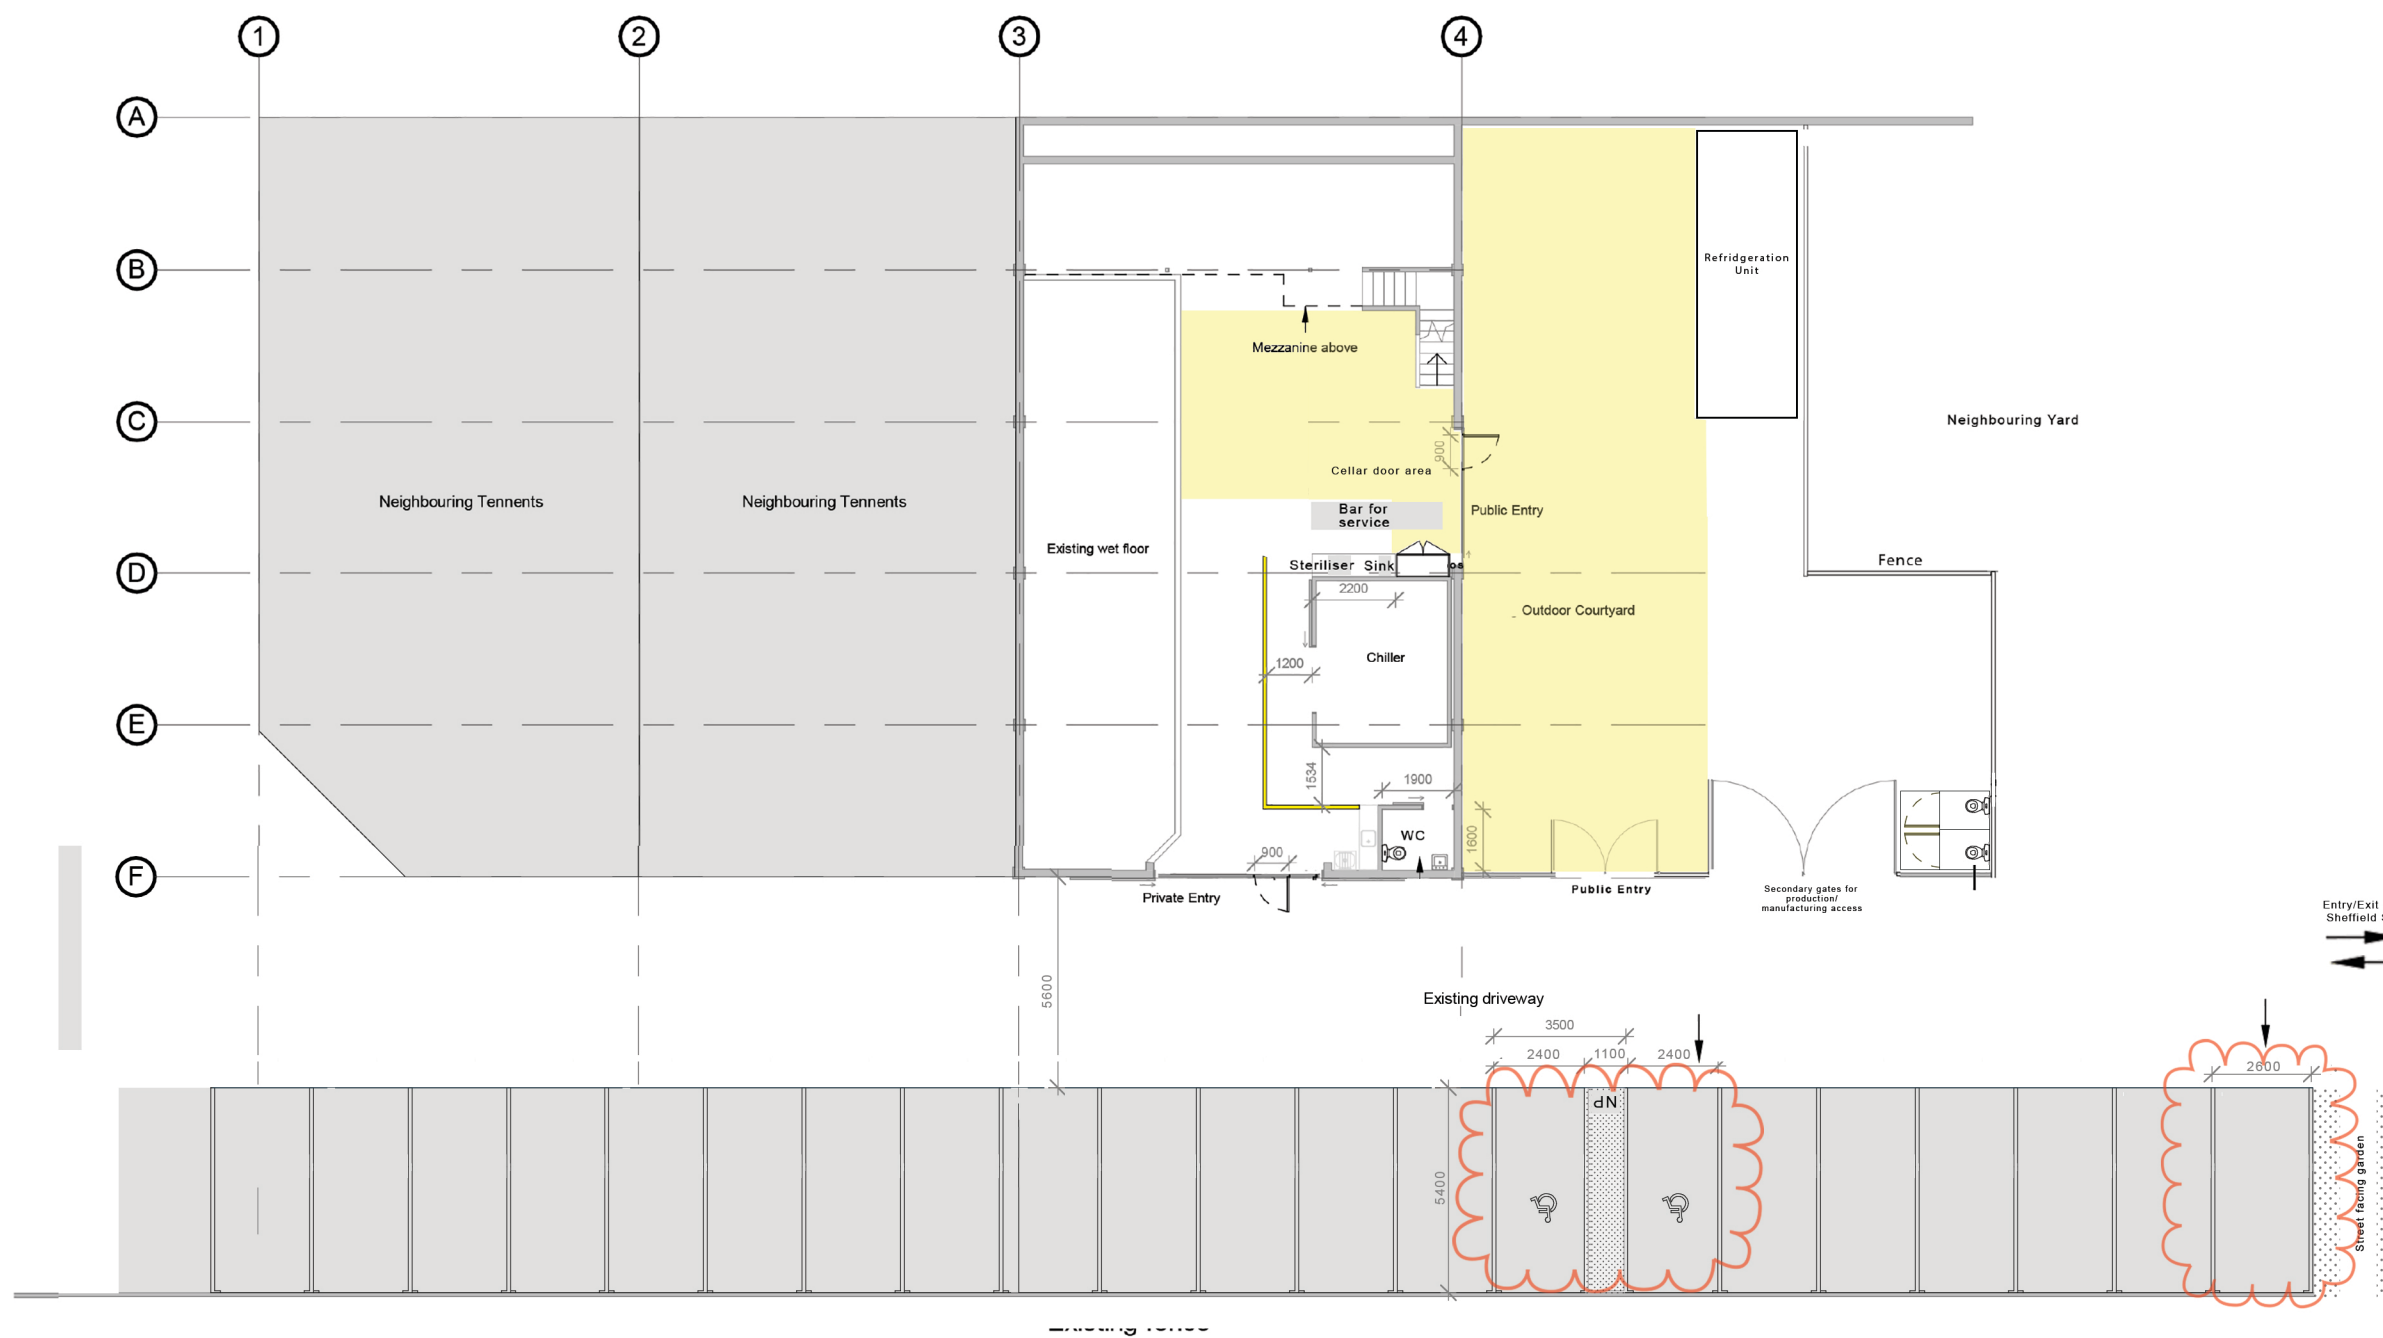 1 2 3 4
A
B
C
D
E
F
Refridgeration
Unit
Mezzanine above
Neighbouring Yard
900
Cellar door area
Neighbouring Tennents
Neighbouring Tennents
Bar for
service
Public Entry
Existing wet floor
Fence
Steriliser Sink
os
2200
Outdoor Courtyard
Chiller
1200
1534
1900
WC
1600
900
Private Entry
Public Entry
Secondary gates for
production/
manufacturing access
Entry/Exit
Sheffield
5600
Existing driveway
3500
2400 1100 2400
2600
NP
5400
Street facing garden